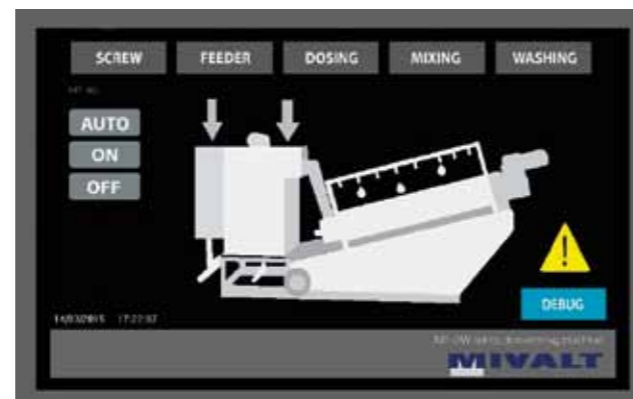 SCREW FEEDER DOSING MIXING WASHING
AUTO
ON
OFF
DEBUG
MIVALT